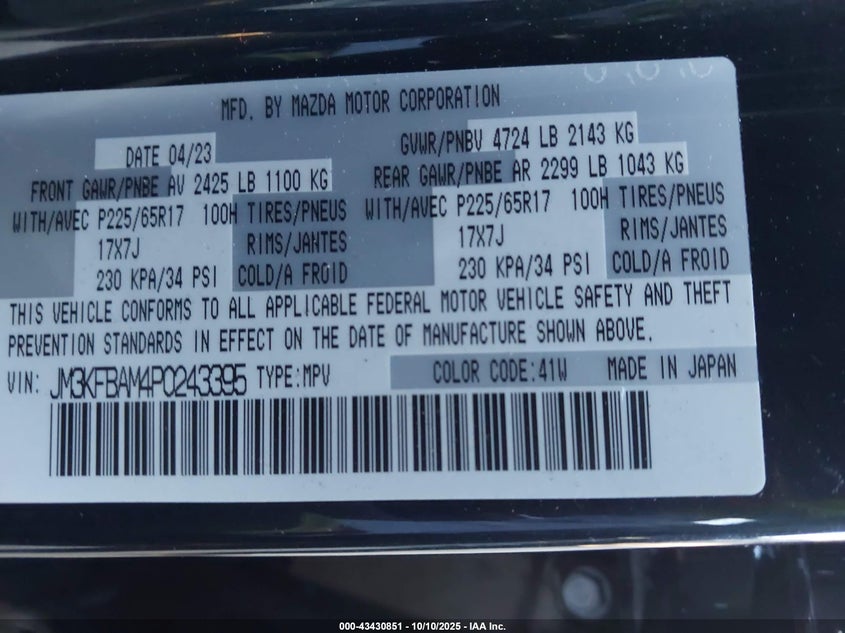 MFD. BY MAZDA MOTOR CORPORATION
DATE 04/23 GVWR/PNBV 4724 LB 2143 KG
FRONT GAWR/PNBE AV 2425 LB 1100 KG REAR GAWR/PNBE AR 2299 LB 1043 KG
WITH/AVEC P225/65R17 100H TIRES/PNEUS WITH/AVEC P225/65R17 100H TIRES/PNEUS
17X7J RIMS/JANTES 17X7J RIMS/JANTES
230 KPA/34 PSI COLD/A FROID 230 KPA/34 PSI COLD/A FROID
THIS VEHICLE CONFORMS TO ALL APPLICABLE FEDERAL MOTOR VEHICLE SAFETY AND THEFT
PREVENTION STANDARDS IN EFFECT ON THE DATE OF MANUFACTURE SHOWN ABOVE.
VIN: JM3KFBAM4P0243395 TYPE:MPV COLOR CODE:41W MADE IN JAPAN
000-43430851 - 10/10/2025 - IAA Inc.